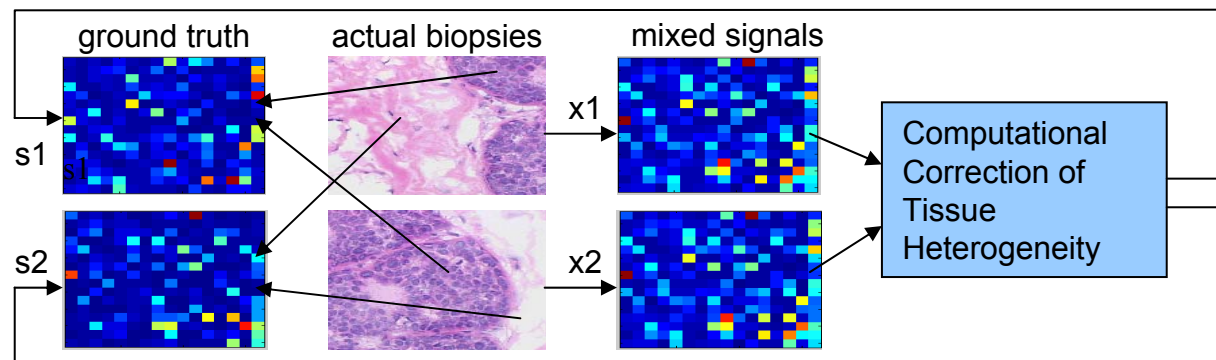 ground truth
actual biopsies
mixed signals
s1
s1
x1
Computational
Correction of
Tissue
Heterogeneity
s2
x2